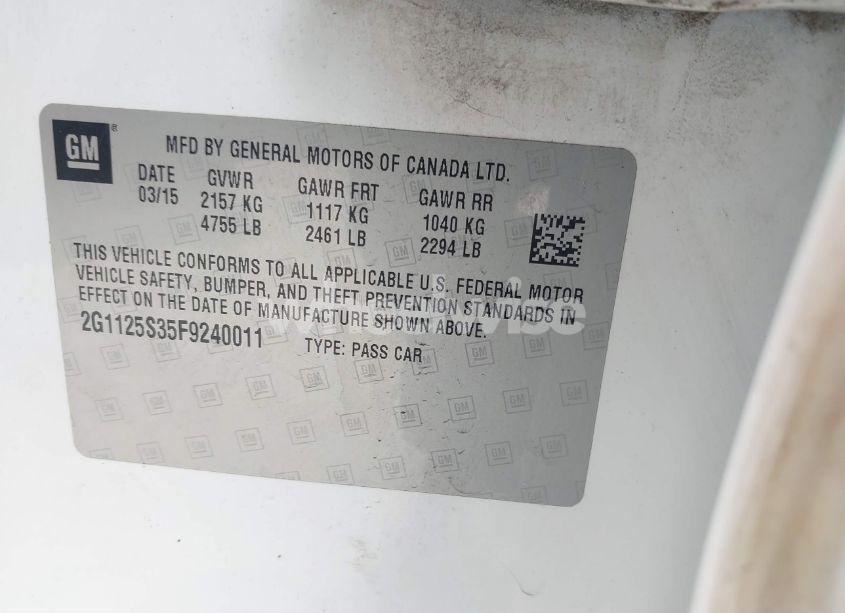 GM®
MFD BY GENERAL MOTORS OF CANADA LTD.
DATE GVWR GAWR FRT GAWR RR
03/15 2157 KG 1117 KG 1040 KG
4755 LB 2461 LB 2294 LB
THIS VEHICLE CONFORMS TO ALL APPLICABLE U.S. FEDERAL MOTOR
VEHICLE SAFETY, BUMPER, AND THEFT PREVENTION STANDARDS IN
EFFECT ON THE DATE OF MANUFACTURE SHOWN ABOVE.
2G1125S35F9240011 TYPE: PASS CAR